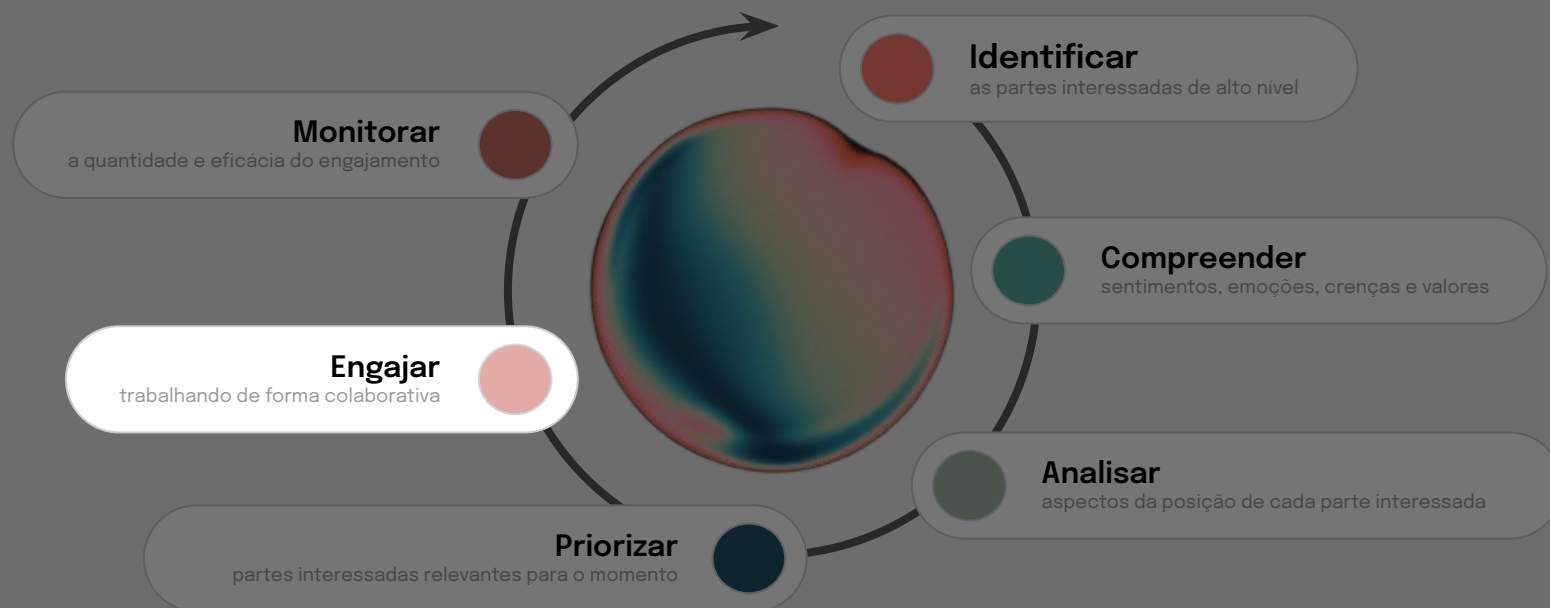 Identificar
as partes interessadas de alto nível
Compreender
sentimentos, emoções, crenças e valores
Analisar
aspectos da posição de cada parte interessada
Priorizar
partes interessadas relevantes para o momento
Engajar
trabalhando de forma colaborativa
Monitorar
a quantidade e eficácia do engajamento